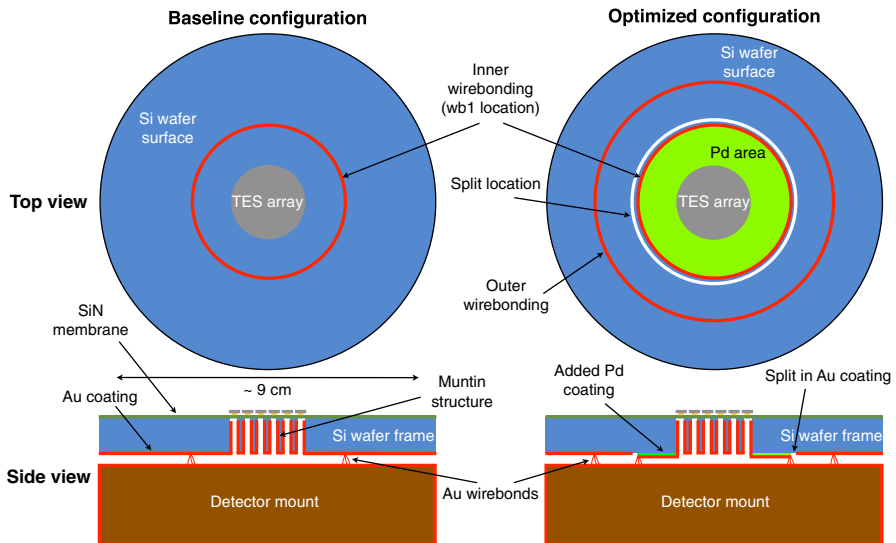 Baseline configuration
Optimized configuration
Si wafer
surface
Inner wirebonding
(wb1 location)
Si wafer
surface
Pd area
Top view
TES array
Split location
TES array
Outer
wirebonding
SiN
membrane
~ 9 cm
Au coating
Muntin
structure
Added Pd
coating
Split in Au coating
Si wafer frame
Si wafer frame
Side view
Au wirebonds
Detector mount
Detector mount